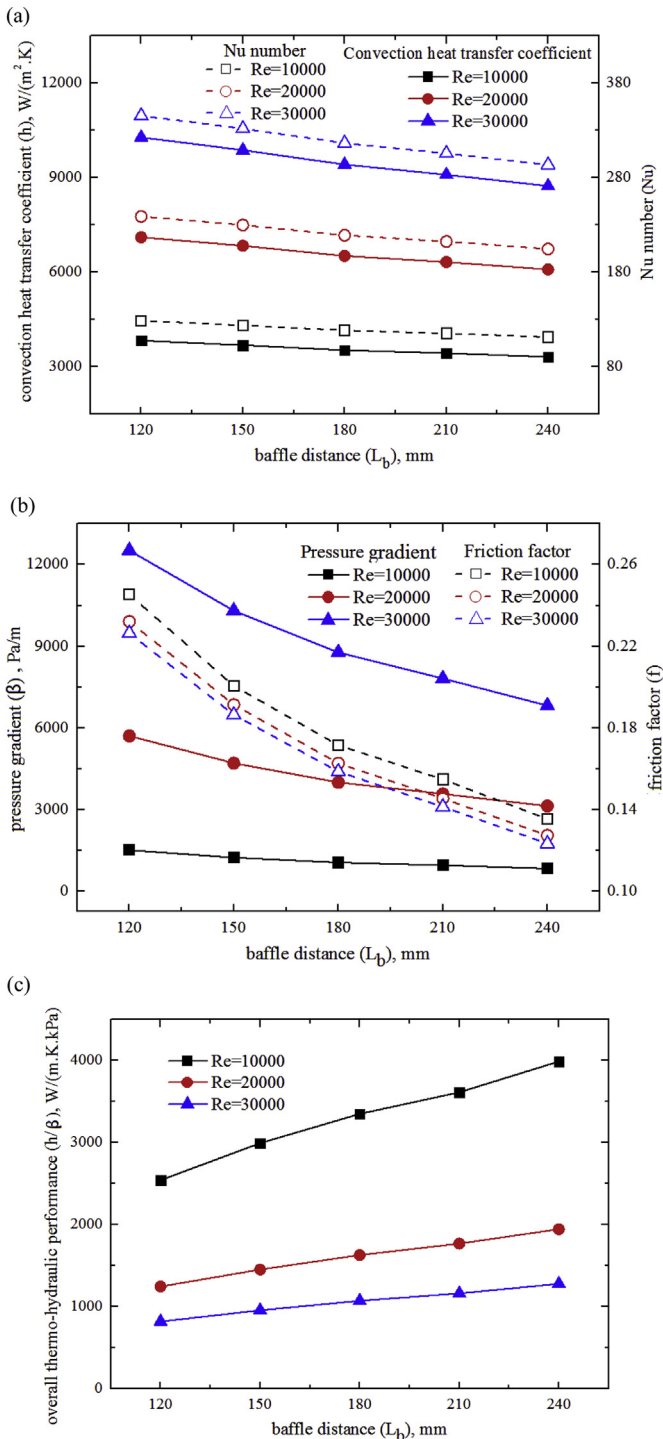 (a)
Nu number
Convection heat transfer coefficient
Re=10000
Re=10000
Re=20000
Re=20000
Re=30000
Re=30000
convection heat transfer coefficient (h), W/(m².K)
12000
9000
6000
3000
380
280
180
80
Nu number (Nu)
120 150 180 210 240
baffle distance (L_b), mm
(b)
Pressure gradient
Friction factor
Re=10000
Re=10000
Re=20000
Re=20000
Re=30000
Re=30000
pressure gradient (β) , Pa/m
12000
9000
6000
3000
0
0.26
0.22
0.18
0.14
0.10
friction factor (f)
120 150 180 210 240
baffle distance (L_b), mm
(c)
Re=10000
Re=20000
Re=30000
overall thermo-hydraulic performance (h/β), W/(m.K.kPa)
4000
3000
2000
1000
0
120 150 180 210 240
baffle distance (L_b), mm